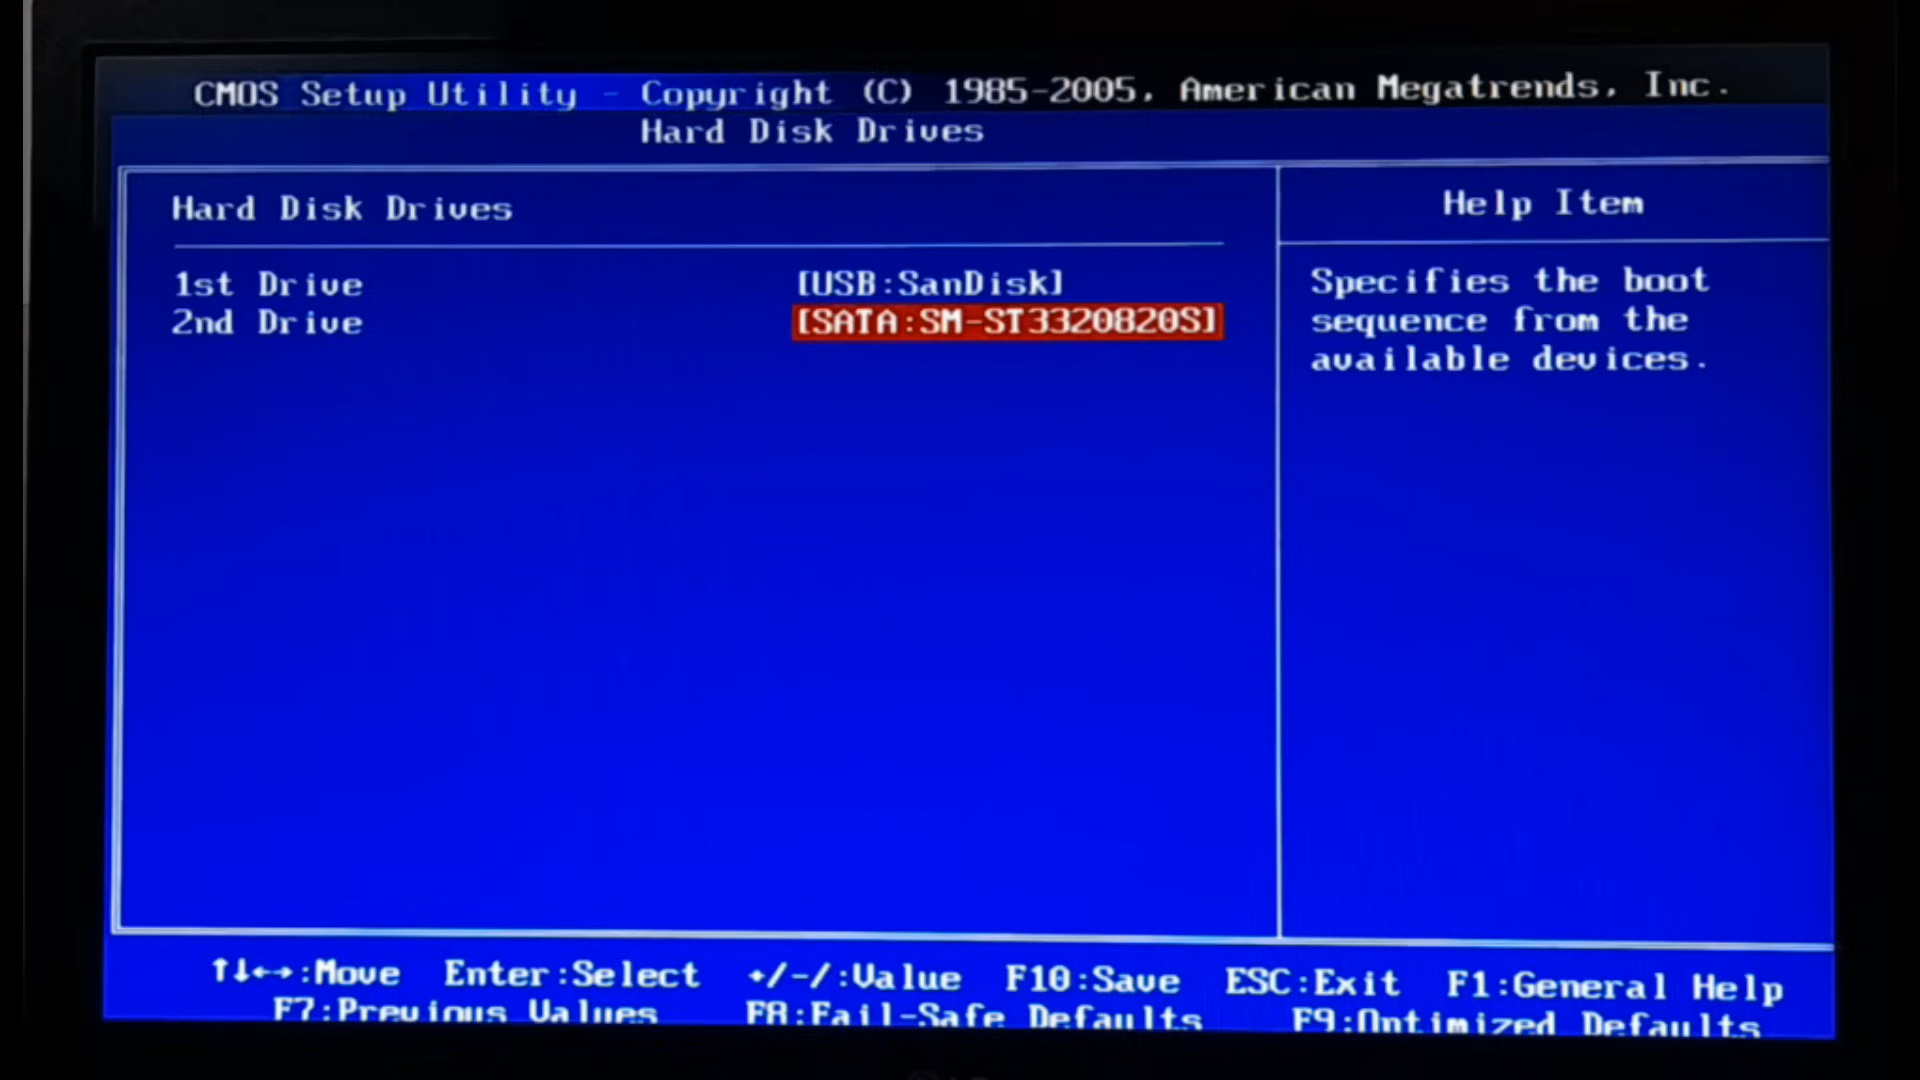 CMOS Setup Utility - Copyright (C) 1985-2005, American Megatrends, Inc.
Hard Disk Drives
Hard Disk Drives
1st Drive [USB:SanDisk]
2nd Drive [SATA:SM-ST3320820S]
Help Item
Specifies the boot
sequence from the
available devices.
↑↓←→:Move Enter:Select +/-/:Value F10:Save ESC:Exit F1:General Help
F7:Previous Values F8:Fail-Safe Defaults F9:Optimized Defaults